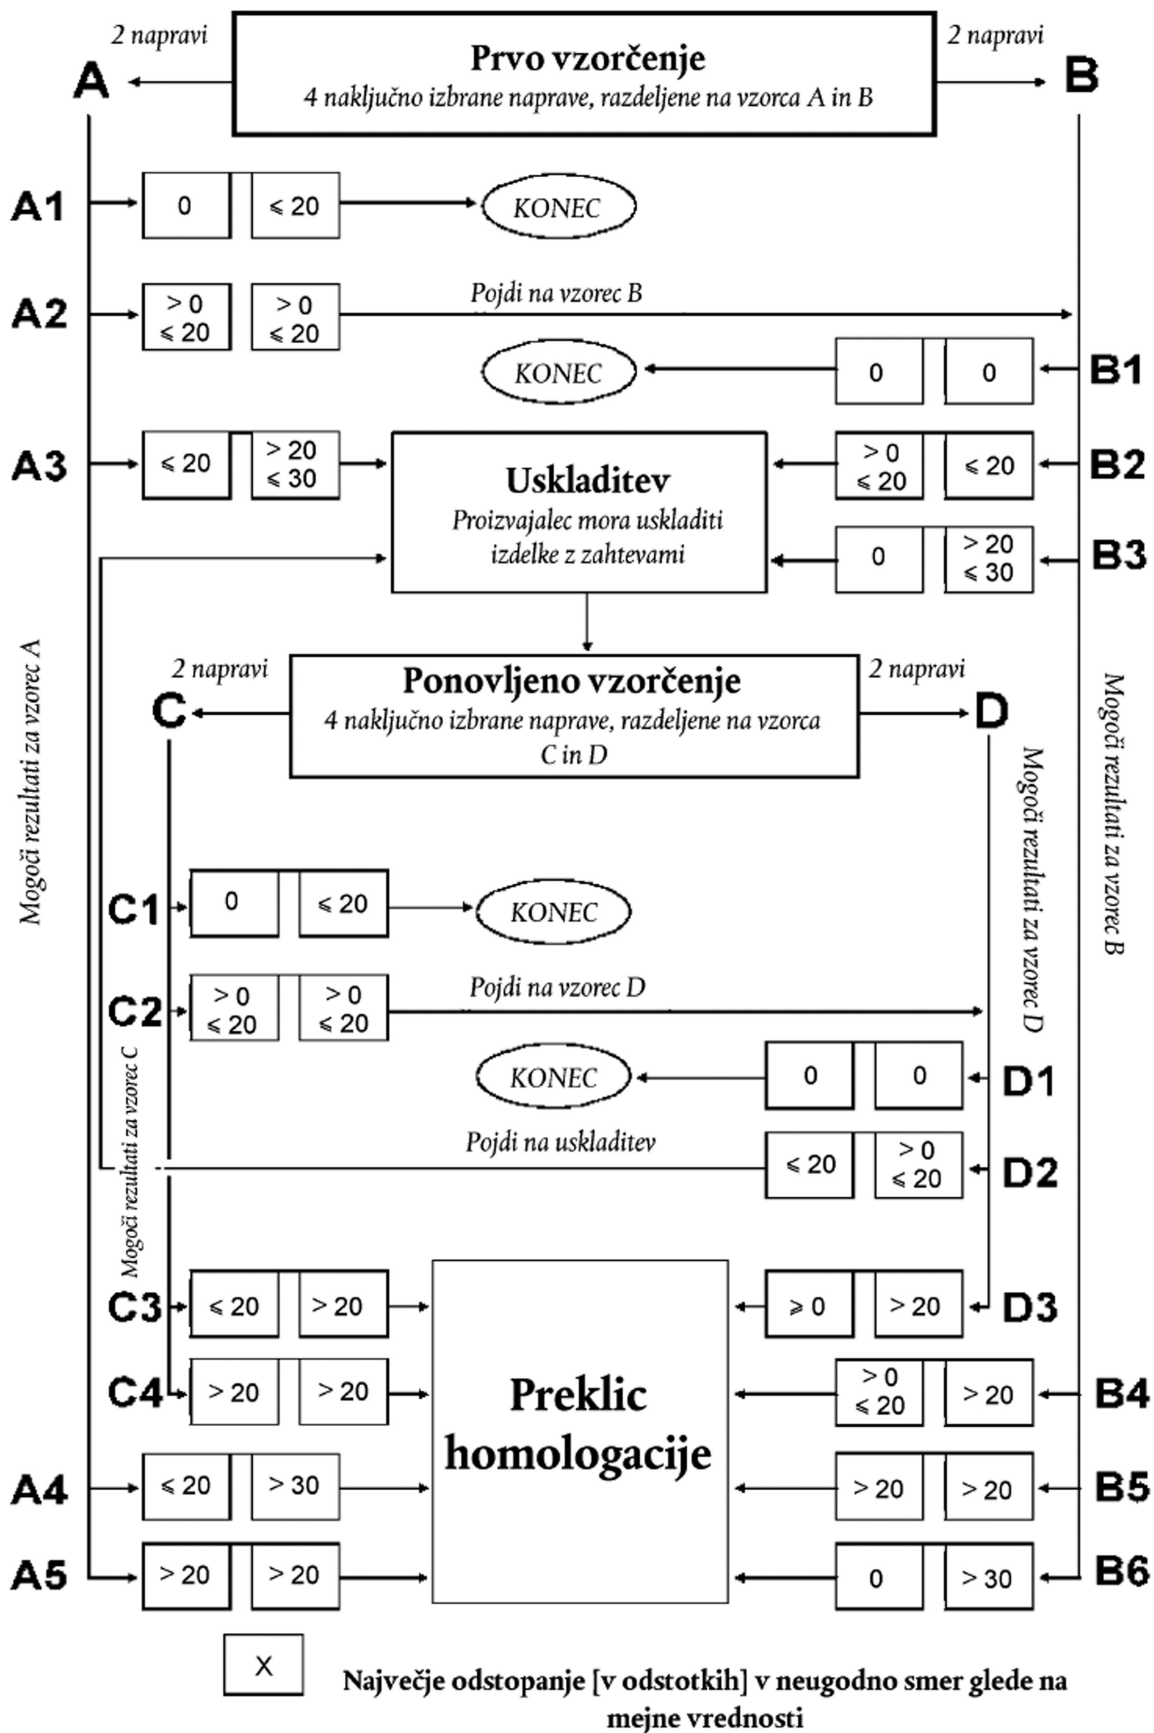 2 napravi
2 napravi
Prvo vzorčenje
4 naključno izbrane naprave, razdeljene na vzorca A in B
A
B
A1
0
≤ 20
KONEC
A2
> 0
≤ 20
> 0
≤ 20
Pojdi na vzorec B
KONEC
0
0
B1
A3
≤ 20
> 20
≤ 30
Uskladitev
Proizvajalec mora uskladiti
izdelke z zahtevami
> 0
≤ 20
≤ 20
B2
0
> 20
≤ 30
B3
Mogoči rezultati za vzorec A
Mogoči rezultati za vzorec B
2 napravi
2 napravi
Ponovljeno vzorčenje
4 naključno izbrane naprave, razdeljene na vzorca
C in D
C
D
Mogoči rezultati za vzorec D
C1
0
≤ 20
KONEC
C2
> 0
≤ 20
> 0
≤ 20
Pojdi na vzorec D
Mogoči rezultati za vzorec C
KONEC
0
0
D1
Pojdi na uskladitev
≤ 20
> 0
≤ 20
D2
C3
≤ 20
> 20
≥ 0
> 20
D3
Preklic
homologacije
C4
> 20
> 20
> 0
≤ 20
> 20
B4
A4
≤ 20
> 30
> 20
> 20
B5
A5
> 20
> 20
0
> 30
B6
X
Največje odstopanje [v odstotkih] v neugodno smer glede na
mejne vrednosti